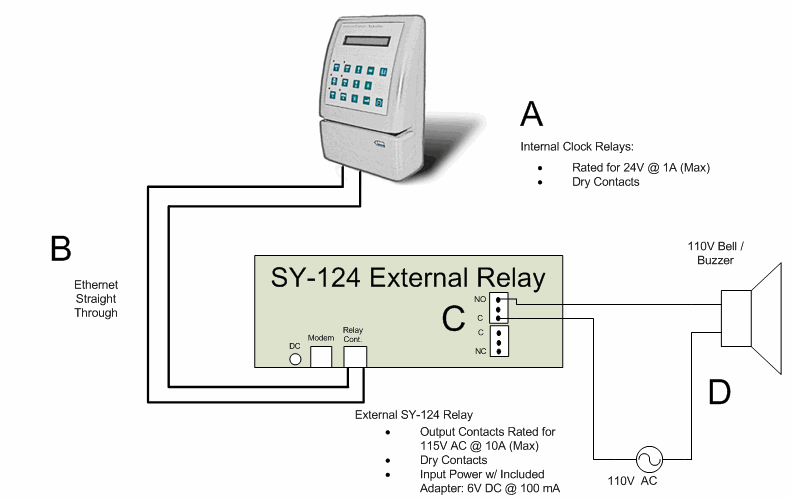 A
Internal Clock Relays:
• Rated for 24V @ 1A (Max)
• Dry Contacts
B
Ethernet
Straight
Through
110V Bell /
Buzzer
SY-124 External Relay
NO
C
C
C
NC
DC
Modem
Relay
Cont.
D
External SY-124 Relay
• Output Contacts Rated for
115V AC @ 10A (Max)
• Dry Contacts
• Input Power w/ Included
Adapter: 6V DC @ 100 mA
110V AC